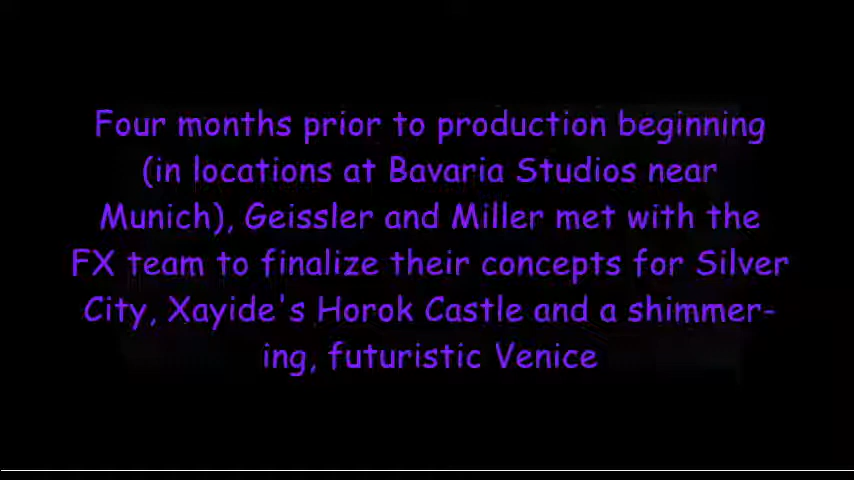 Four months prior to production beginning
(in locations at Bavaria Studios near
Munich), Geissler and Miller met with the
FX team to finalize their concepts for Silver
City, Xayide's Horok Castle and a shimmer-
ing, futuristic Venice